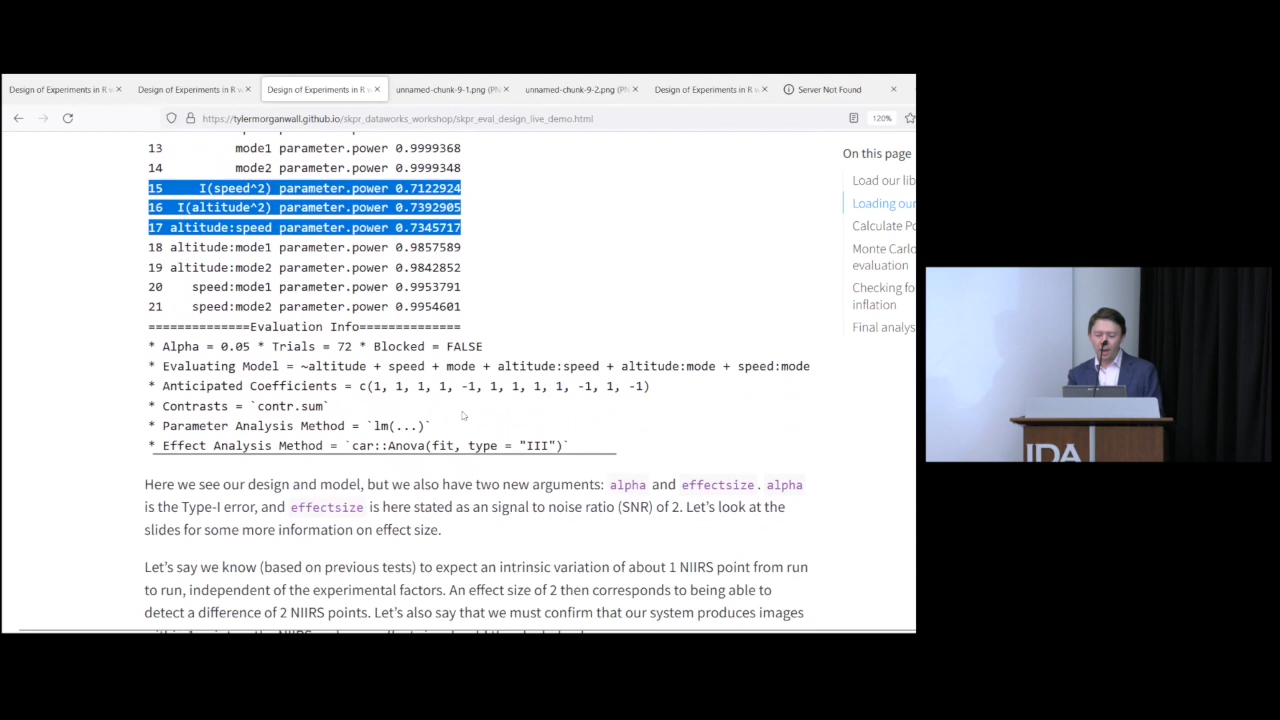 Design of Experiments in R w
Design of Experiments in R w
Design of Experiments in R w
unnamed-chunk-9-1.png (PN
unnamed-chunk-9-2.png (PN
Design of Experiments in R w
Server Not Found
https://tylermorganwall.github.io/skpr_dataworks_workshop/skpr_eval_design_live_demo.html
120%
13 mode1 parameter.power 0.9999368
14 mode2 parameter.power 0.9999348
15 I(speed^2) parameter.power 0.7122924
16 I(altitude^2) parameter.power 0.7392905
17 altitude:speed parameter.power 0.7345717
18 altitude:mode1 parameter.power 0.9857589
19 altitude:mode2 parameter.power 0.9842852
20 speed:mode1 parameter.power 0.9953791
21 speed:mode2 parameter.power 0.9954601
==============Evaluation Info==============
* Alpha = 0.05 * Trials = 72 * Blocked = FALSE
* Evaluating Model = ~altitude + speed + mode + altitude:speed + altitude:mode + speed:mode
* Anticipated Coefficients = c(1, 1, 1, 1, -1, 1, 1, 1, 1, -1, 1, -1)
* Contrasts = `contr.sum`
* Parameter Analysis Method = `lm(...)`
* Effect Analysis Method = `car::Anova(fit, type = "III")`
Here we see our design and model, but we also have two new arguments: alpha and effectsize. alpha
is the Type-I error, and effectsize is here stated as an signal to noise ratio (SNR) of 2. Let's look at the
slides for some more information on effect size.
Let's say we know (based on previous tests) to expect an intrinsic variation of about 1 NIIRS point from run
to run, independent of the experimental factors. An effect size of 2 then corresponds to being able to
detect a difference of 2 NIIRS points. Let's also say that we must confirm that our system produces images
On this page
Load our lib
Loading our
Calculate Po
Monte Carlo
evaluation
Checking fo
inflation
Final analys
IDA